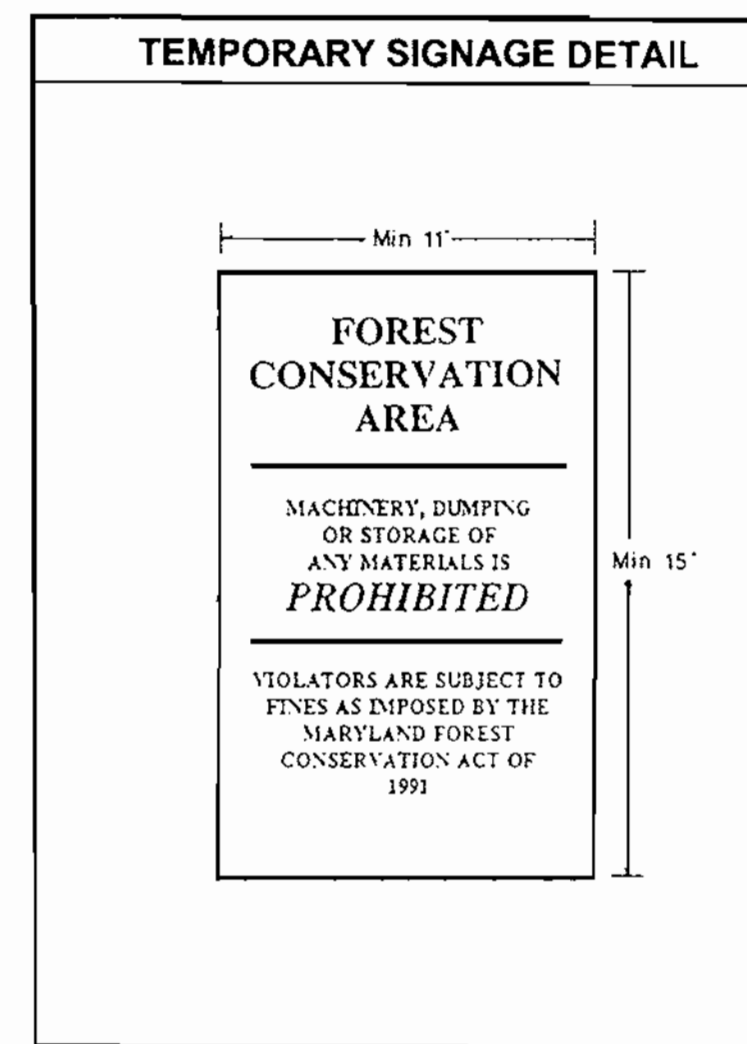 TEMPORARY SIGNAGE DETAIL
Min 11"
FOREST
CONSERVATION
AREA
MACHINERY, DUMPING
OR STORAGE OF
ANY MATERIALS IS
PROHIBITED
Min 15"
VIOLATORS ARE SUBJECT TO
FINES AS IMPOSED BY THE
MARYLAND FOREST
CONSERVATION ACT OF
1991